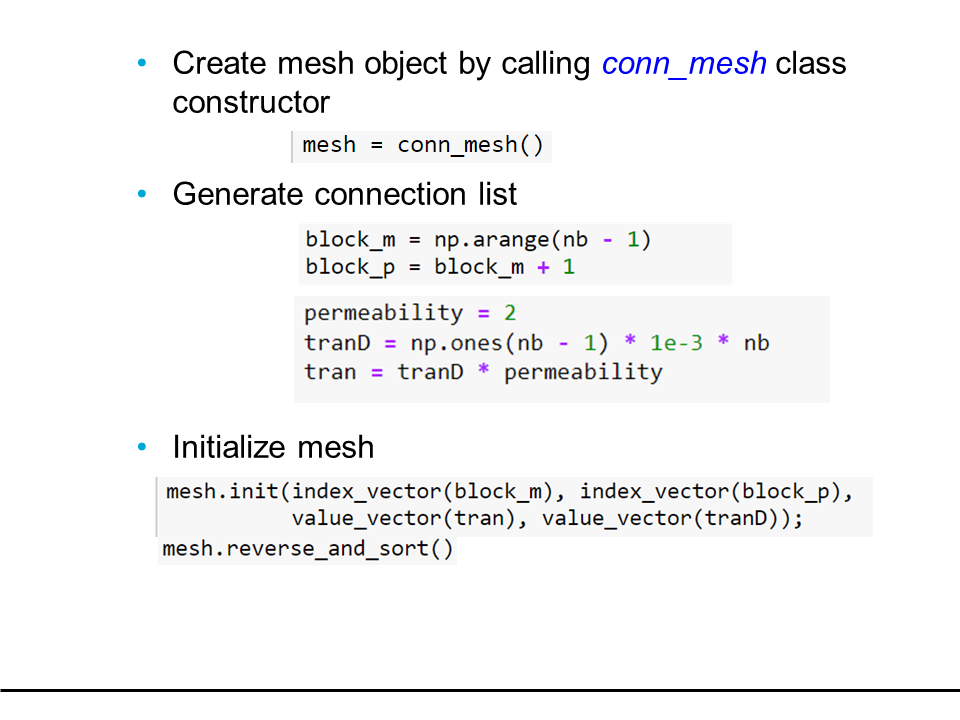 • Create mesh object by calling conn_mesh class
constructor
mesh = conn_mesh()
• Generate connection list
block_m = np.arange(nb - 1)
block_p = block_m + 1
permeability = 2
tranD = np.ones(nb - 1) * 1e-3 * nb
tran = tranD * permeability
• Initialize mesh
mesh.init(index_vector(block_m), index_vector(block_p),
value_vector(tran), value_vector(tranD));
mesh.reverse_and_sort()